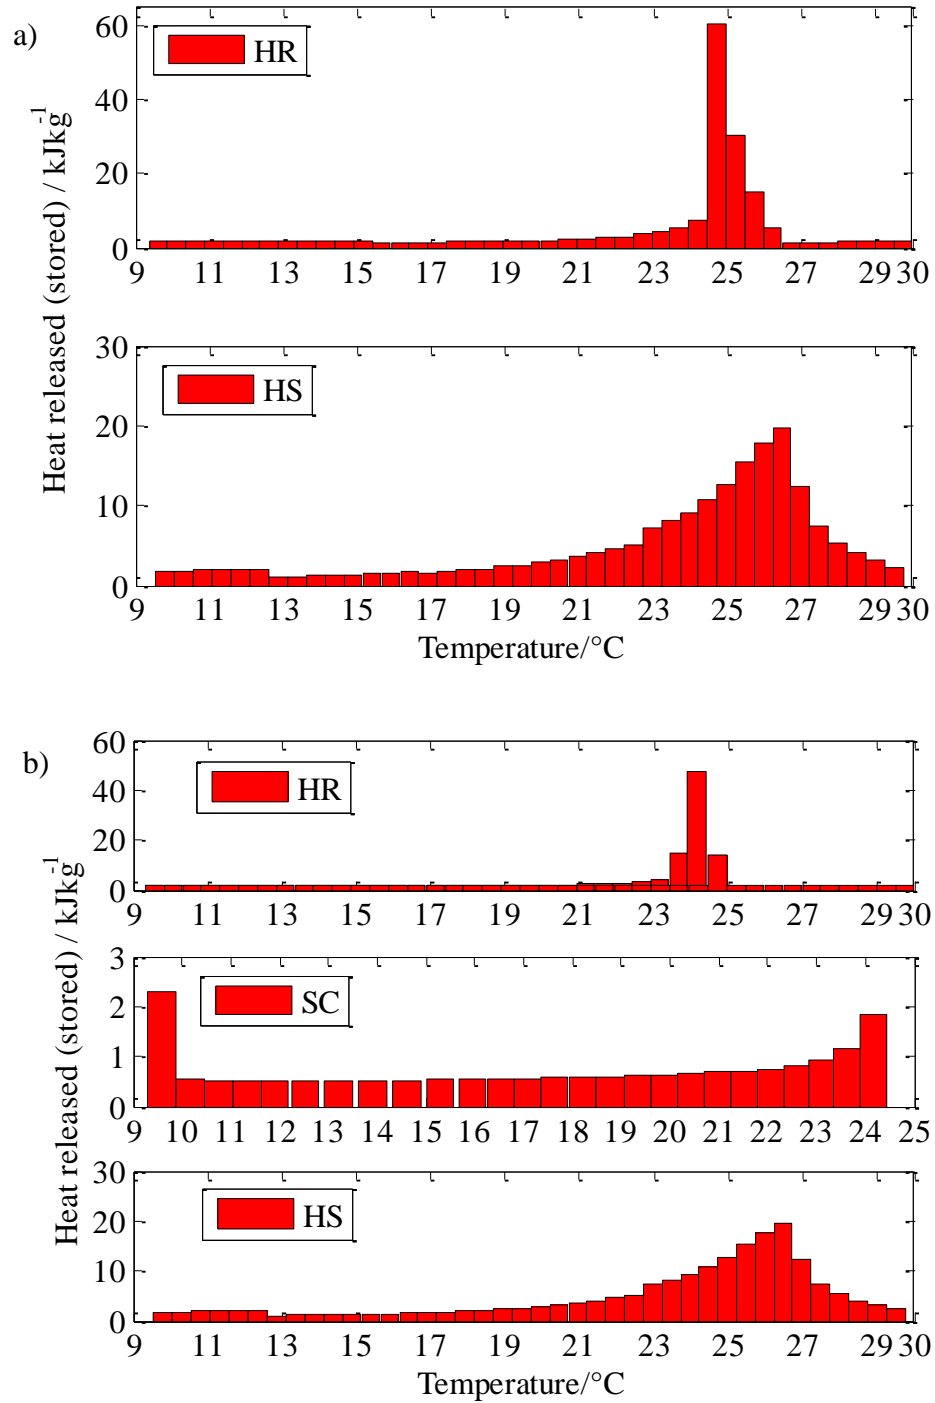 a)
Heat released (stored) / kJkg-1
60
HR
40
20
0
9 11 13 15 17 19 21 23 25 27 29 30
30
HS
20
10
0
9 11 13 15 17 19 21 23 25 27 29 30
Temperature/°C
b)
Heat released (stored) / kJkg-1
60
HR
40
20
0
9 11 13 15 17 19 21 23 25 27 29 30
3
SC
2
1
0
9 10 11 12 13 14 15 16 17 18 19 20 21 22 23 24 25
30
HS
20
10
0
9 11 13 15 17 19 21 23 25 27 29 30
Temperature/°C